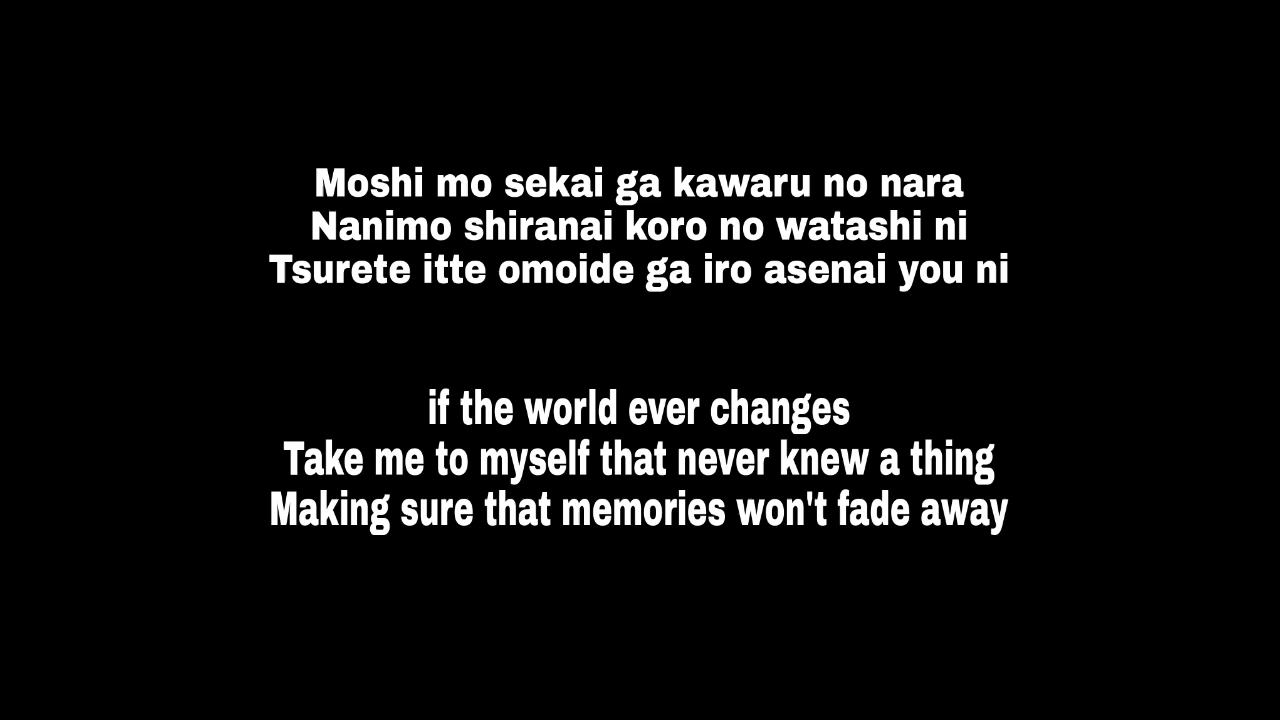 Moshi mo sekai ga kawaru no nara
Nanimo shiranai koro no watashi ni
Tsurete itte omoide ga iro asenai you ni
if the world ever changes
Take me to myself that never knew a thing
Making sure that memories won't fade away